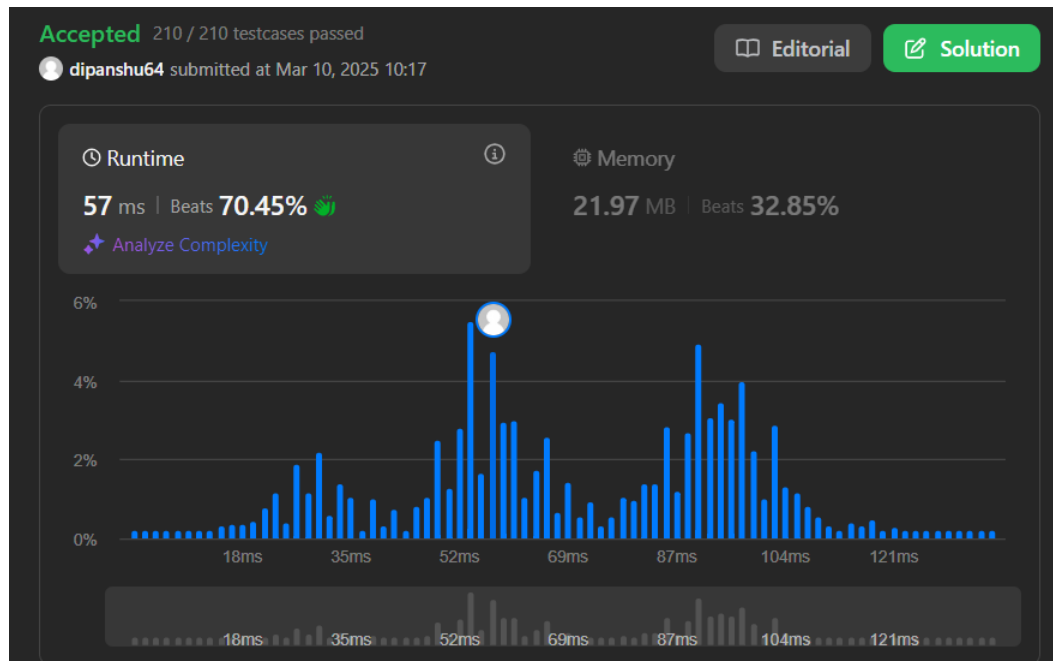 Accepted 210 / 210 testcases passed
Editorial
Solution
dipanshu64 submitted at Mar 10, 2025 10:17
Runtime
57 ms | Beats 70.45%
Analyze Complexity
Memory
21.97 MB | Beats 32.85%
6%
4%
2%
0%
18ms 35ms 52ms 69ms 87ms 104ms 121ms
18ms 35ms 52ms 69ms 87ms 104ms 121ms